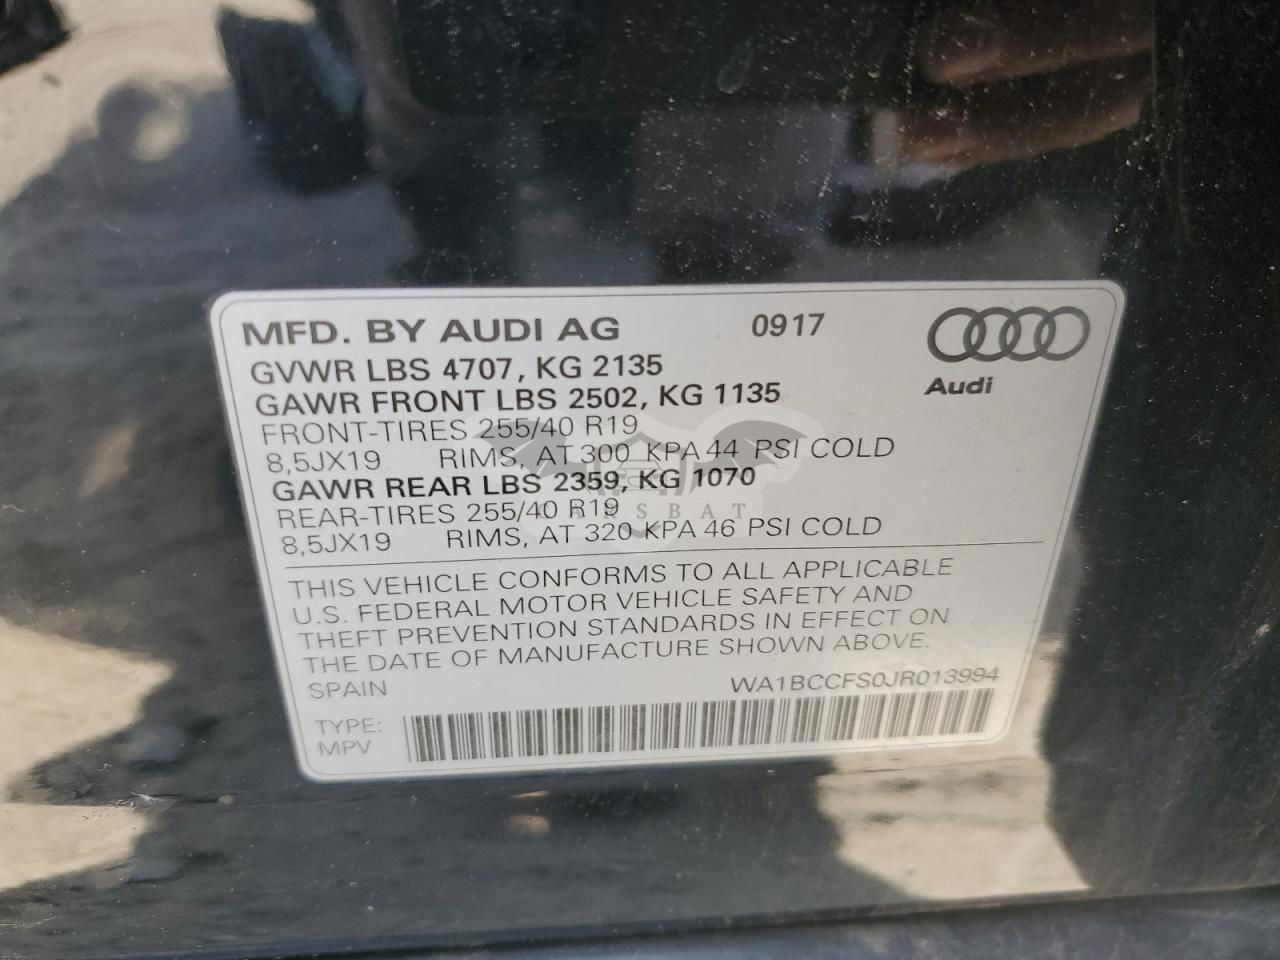 MFD. BY AUDI AG 0917
Audi
GVWR LBS 4707, KG 2135
GAWR FRONT LBS 2502, KG 1135
FRONT-TIRES 255/40 R19
8,5JX19 RIMS, AT 300 KPA 44 PSI COLD
GAWR REAR LBS 2359, KG 1070
REAR-TIRES 255/40 R19
CARSBAT
8,5JX19 RIMS, AT 320 KPA 46 PSI COLD
THIS VEHICLE CONFORMS TO ALL APPLICABLE
U.S. FEDERAL MOTOR VEHICLE SAFETY AND
THEFT PREVENTION STANDARDS IN EFFECT ON
THE DATE OF MANUFACTURE SHOWN ABOVE.
SPAIN WA1BCCFS0JR013994
TYPE:
MPV